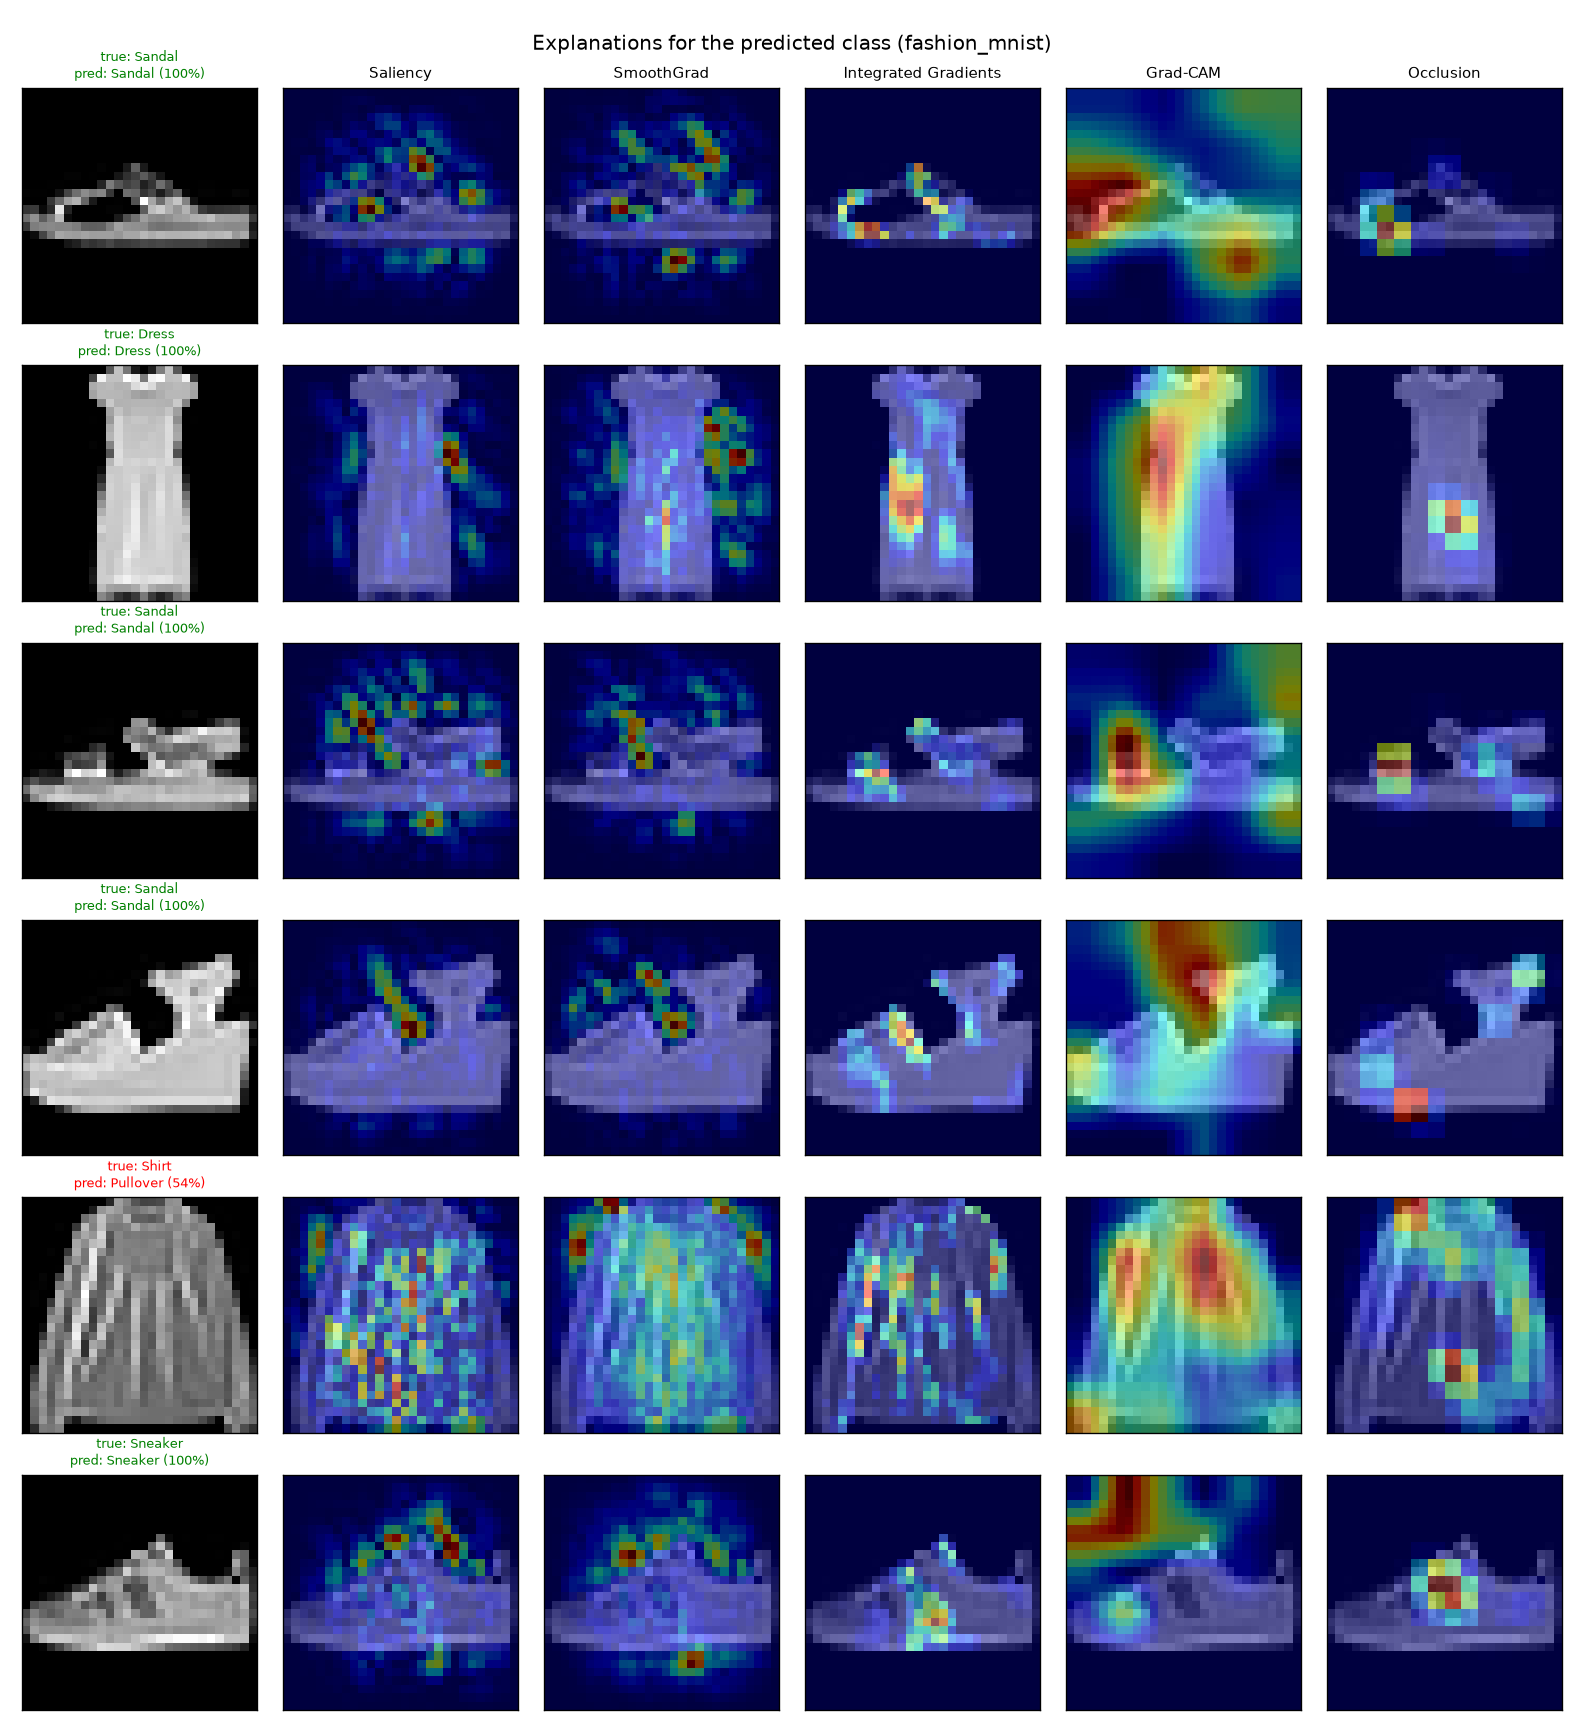 Explanations for the predicted class (fashion_mnist)
true: Sandal
pred: Sandal (100%)
Saliency
SmoothGrad
Integrated Gradients
Grad-CAM
Occlusion
true: Dress
pred: Dress (100%)
true: Sandal
pred: Sandal (100%)
true: Sandal
pred: Sandal (100%)
true: Shirt
pred: Pullover (54%)
true: Sneaker
pred: Sneaker (100%)